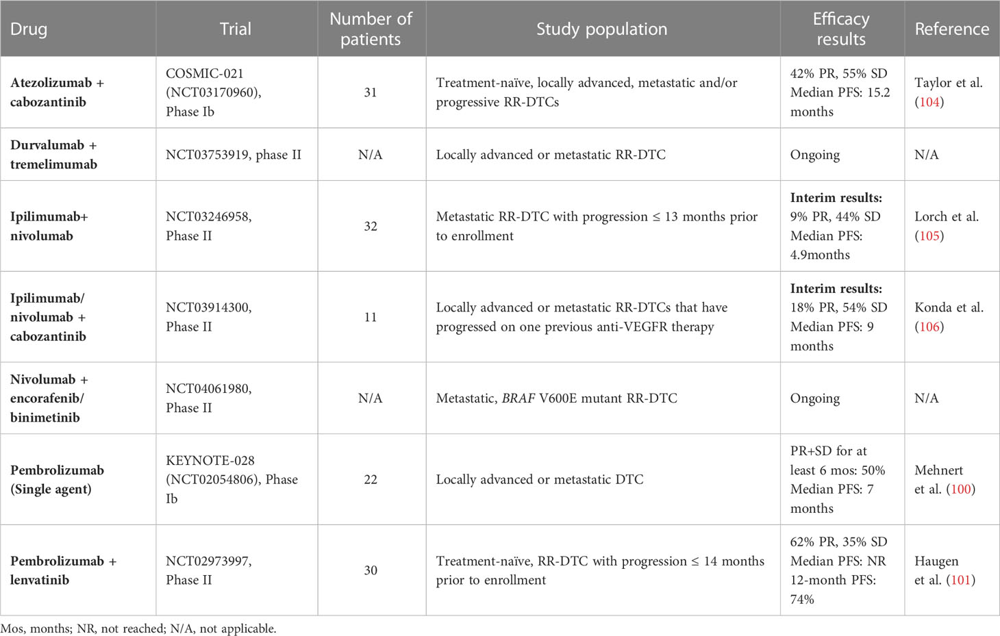 Drug
Trial
Number of
patients
Study population
Efficacy
results
Reference
Atezolizumab +
cabozantinib
COSMIC-021
(NCT03170960),
Phase Ib
31
Treatment-naïve, locally advanced, metastatic and/or
progressive RR-DTCs
42% PR, 55% SD
Median PFS: 15.2
months
Taylor et al.
(104)
Durvalumab +
tremelimumab
NCT03753919, phase II
N/A
Locally advanced or metastatic RR-DTC
Ongoing
N/A
Ipilimumab+
nivolumab
NCT03246958,
Phase II
32
Metastatic RR-DTC with progression ≤ 13 months prior
to enrollment
Interim results:
9% PR, 44% SD
Median PFS:
4.9months
Lorch et al.
(105)
Ipilimumab/
nivolumab +
cabozantinib
NCT03914300,
Phase II
11
Locally advanced or metastatic RR-DTCs that have
progressed on one previous anti-VEGFR therapy
Interim results:
18% PR, 54% SD
Median PFS: 9
months
Konda et al.
(106)
Nivolumab +
encorafenib/
binimetinib
NCT04061980,
Phase II
N/A
Metastatic, BRAF V600E mutant RR-DTC
Ongoing
N/A
Pembrolizumab
(Single agent)
KEYNOTE-028
(NCT02054806), Phase
Ib
22
Locally advanced or metastatic DTC
PR+SD for at
least 6 mos: 50%
Median PFS: 7
months
Mehnert
et al. (100)
Pembrolizumab +
lenvatinib
NCT02973997,
Phase II
30
Treatment-naïve, RR-DTC with progression ≤ 14 months
prior to enrollment
62% PR, 35% SD
Median PFS: NR
12-month PFS:
74%
Haugen
et al. (101)
Mos, months; NR, not reached; N/A, not applicable.